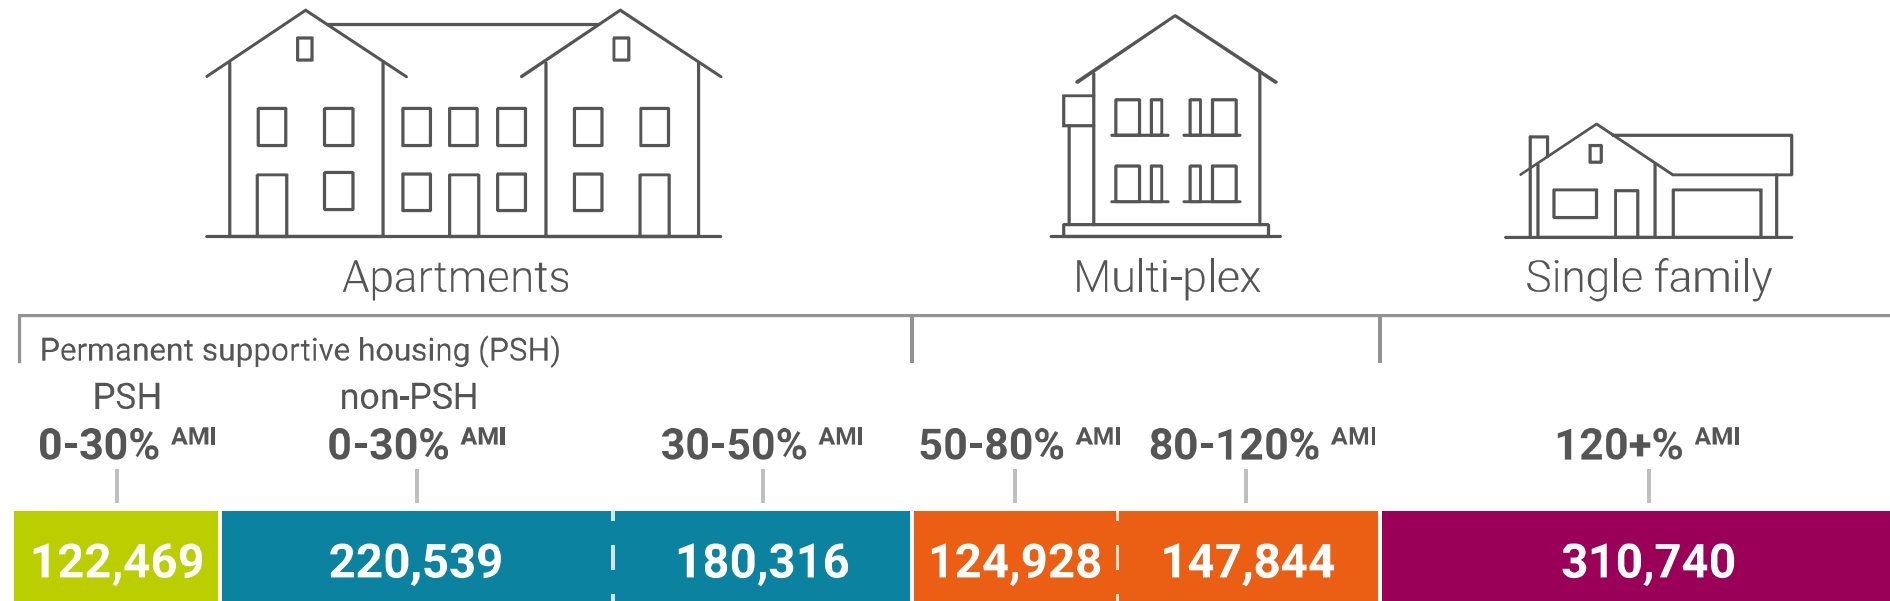 Apartments
Multi-plex
Single family
Permanent supportive housing (PSH)
PSH
non-PSH
0-30% AMI
0-30% AMI
30-50% AMI
50-80% AMI
80-120% AMI
120+% AMI
122,469
220,539
180,316
124,928
147,844
310,740